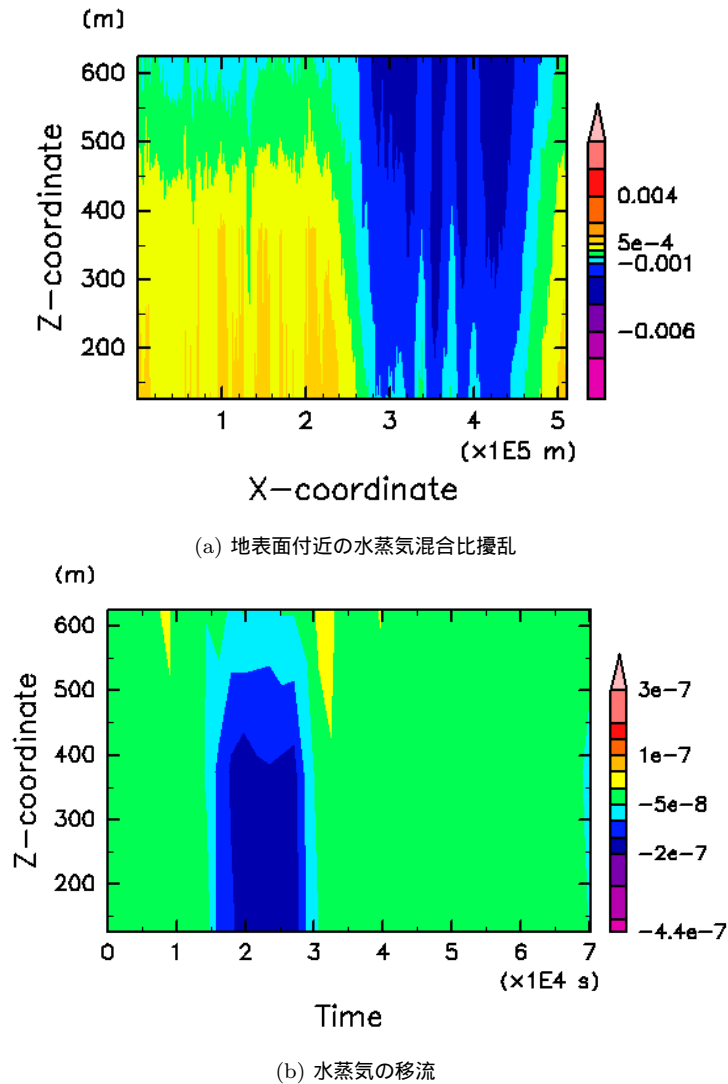 (m)
600
500
400
300
200
Z-coordinate
1 2 3 4 5
(×1E5 m)
X-coordinate
0.004
5e-4
-0.001
-0.006
(a) 地表面付近の水蒸気混合比擾乱
(m)
600
500
400
300
200
Z-coordinate
0 1 2 3 4 5 6 7
(×1E4 s)
Time
3e-7
1e-7
-5e-8
-2e-7
-4.4e-7
(b) 水蒸気の移流